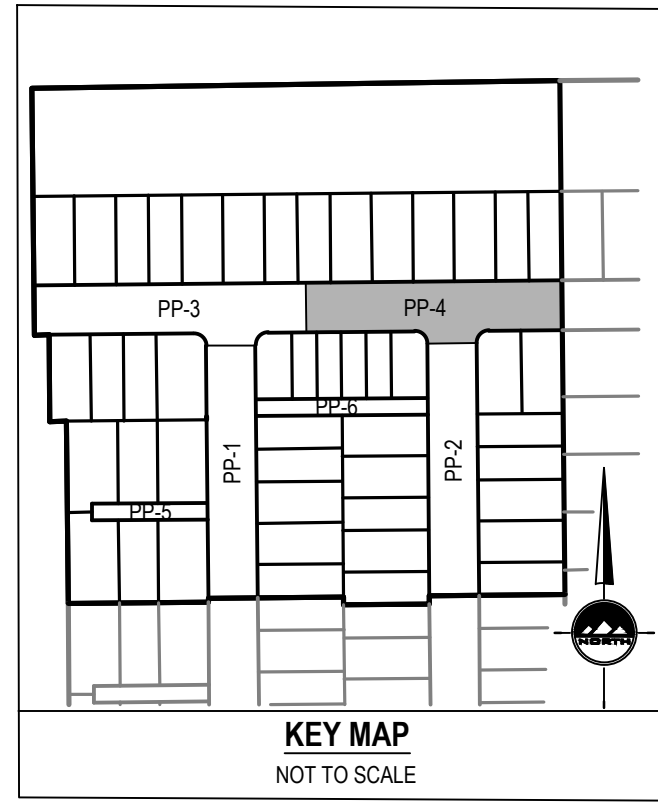 PP-3
PP-4
PP-6
PP-1
PP-2
PP-5
NORTH
KEY MAP
NOT TO SCALE